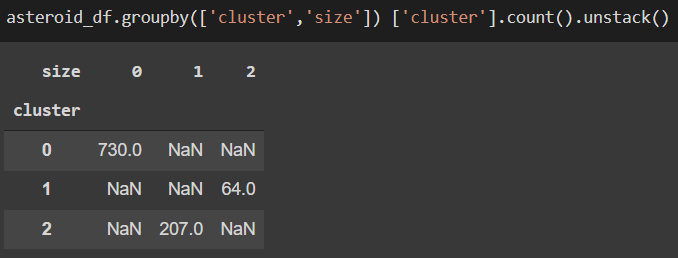 asteroid_df.groupby(['cluster','size']) ['cluster'].count().unstack()
size 0 1 2
cluster
0 730.0 NaN NaN
1 NaN NaN 64.0
2 NaN 207.0 NaN